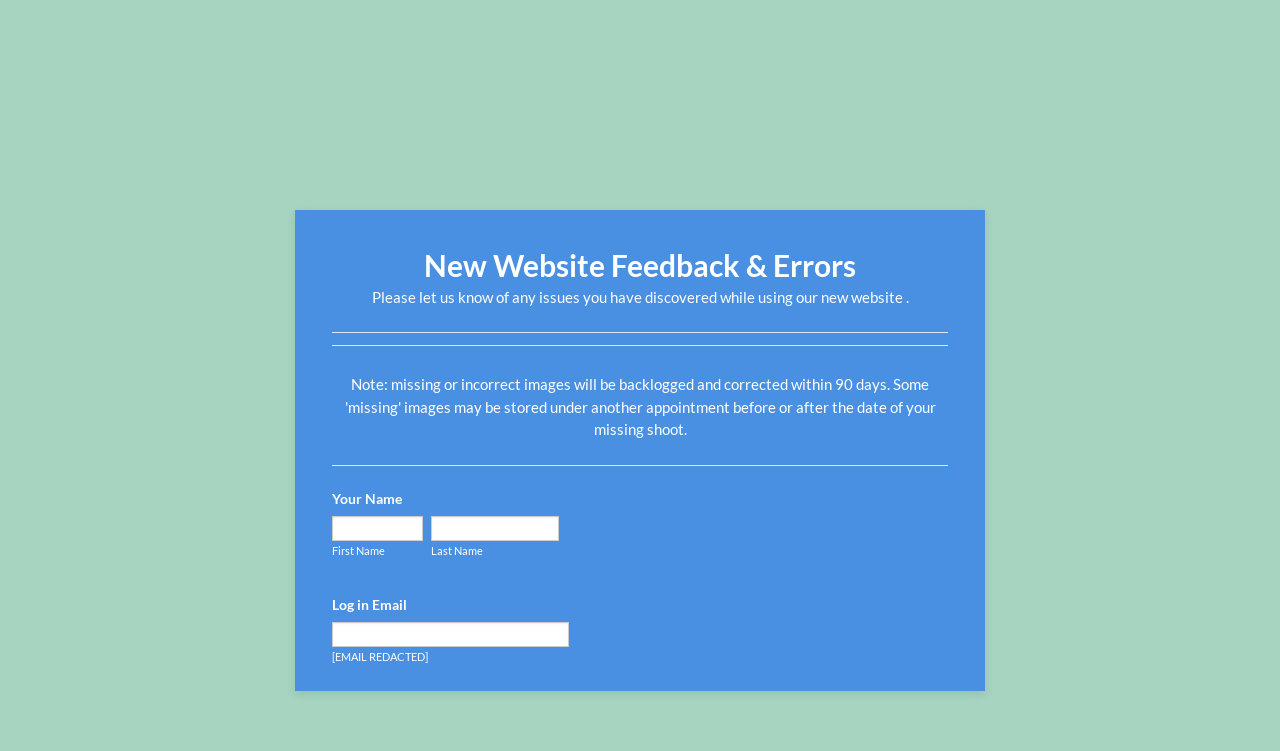 New Website Feedback & Errors
Please let us know of any issues you have discovered while using our new website .
Note: missing or incorrect images will be backlogged and corrected within 90 days. Some
'missing' images may be stored under another appointment before or after the date of your
missing shoot.
Your Name
First Name Last Name
Log in Email
[EMAIL REDACTED]